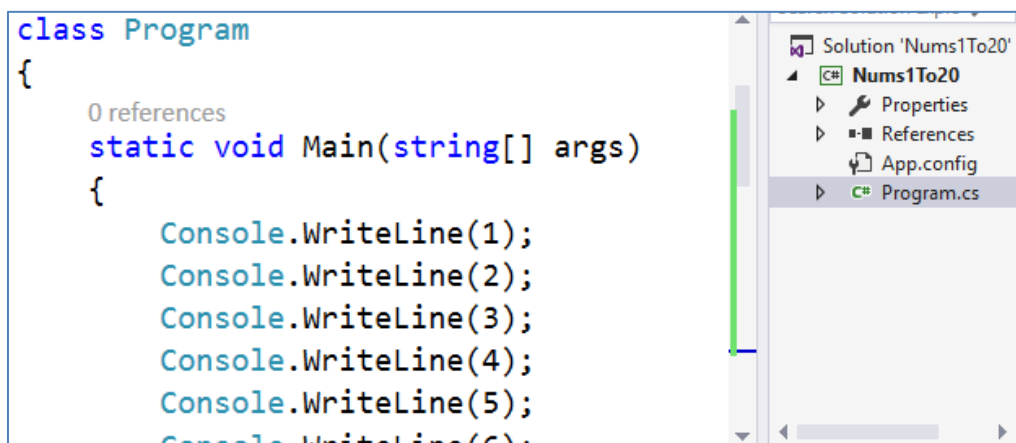 class Program
{
0 references
static void Main(string[] args)
{
Console.WriteLine(1);
Console.WriteLine(2);
Console.WriteLine(3);
Console.WriteLine(4);
Console.WriteLine(5);
Solution 'Nums1To20'
C# Nums1To20
Properties
References
App.config
C# Program.cs